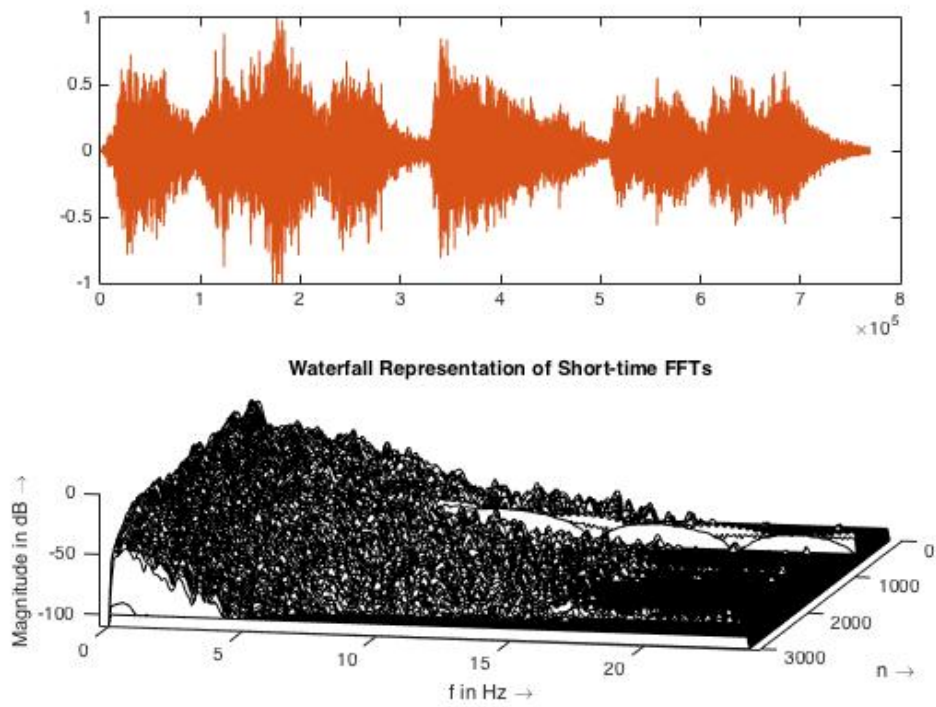 1
0.5
0
-0.5
-1
0 1 2 3 4 5 6 7 8
×10⁵
Waterfall Representation of Short-time FFTs
Magnitude in dB →
0
-50
-100
0 5 10 15 20
f in Hz →
0
1000
2000
3000
n →